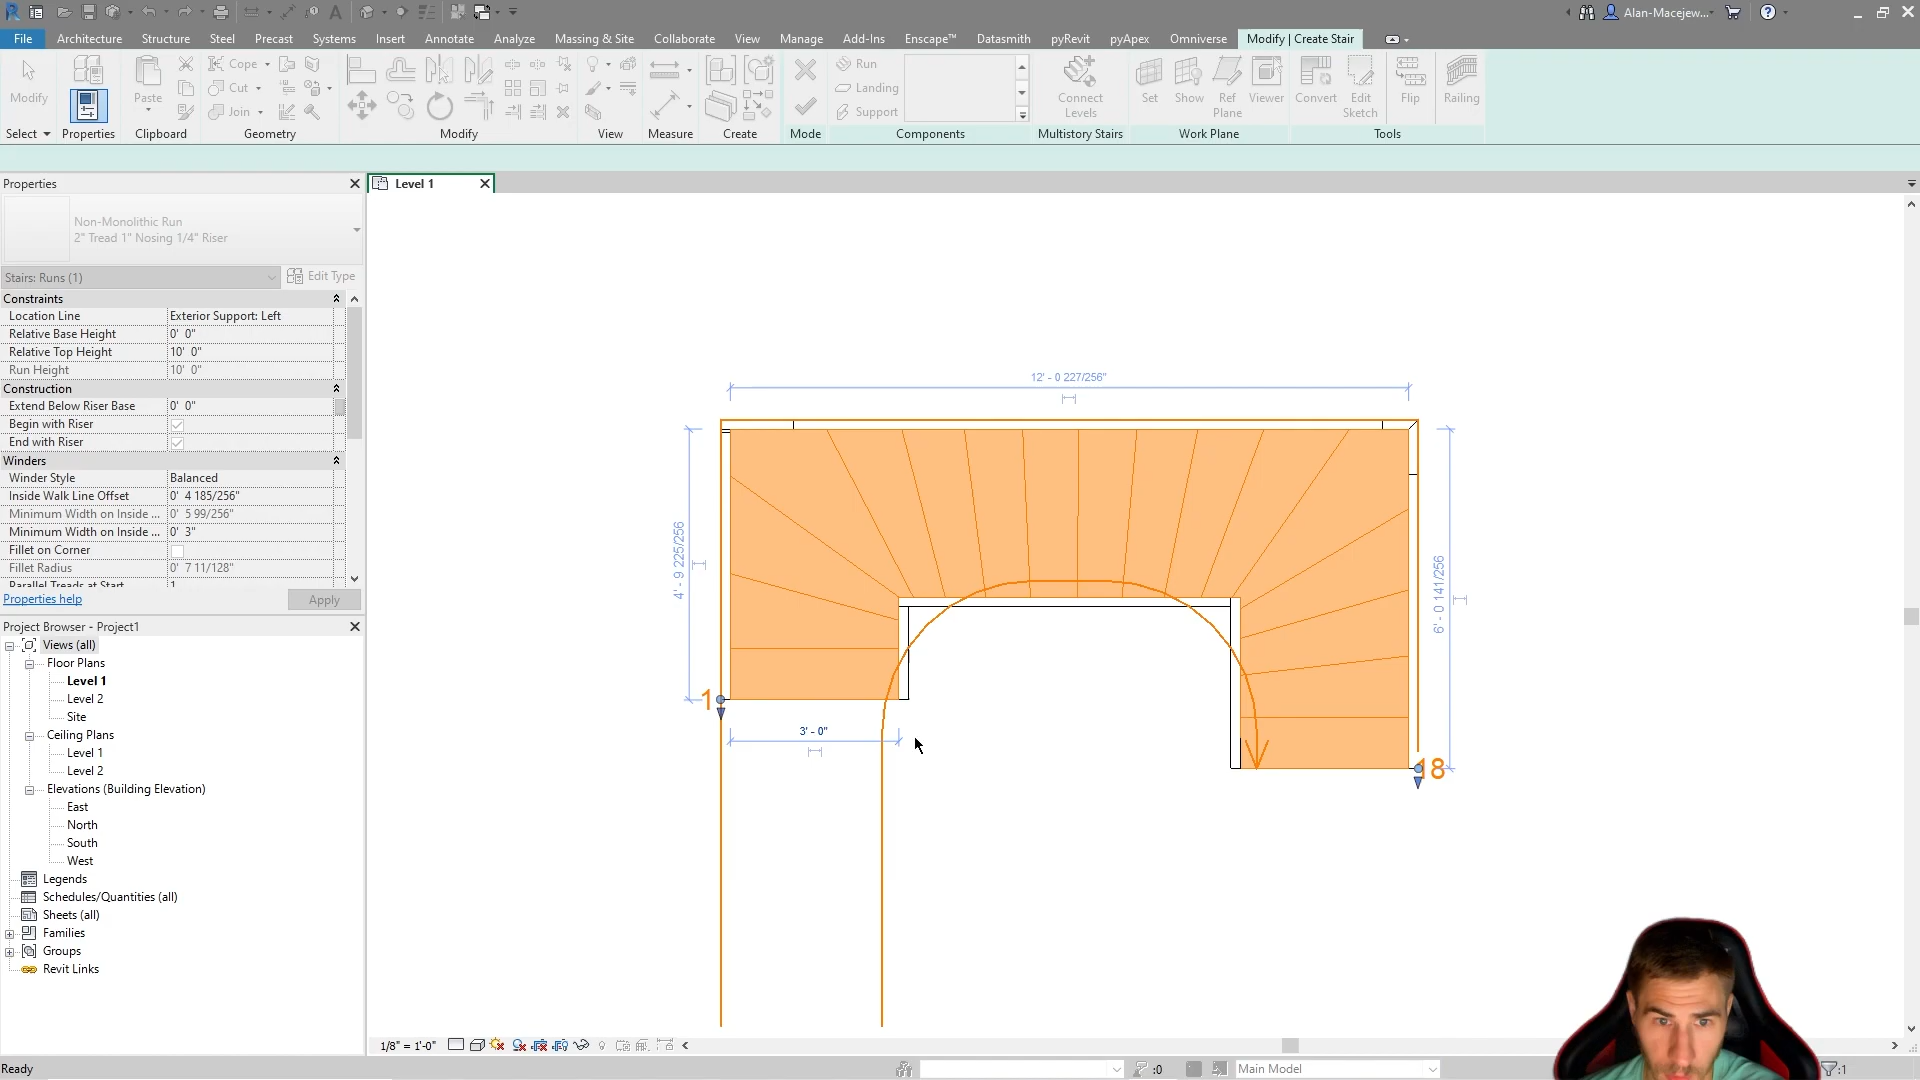 Alan-Macejew...
File Architecture Structure Steel Precast Systems Insert Annotate Analyze Massing & Site Collaborate View Manage Add-Ins Enscape™ Datasmith pyRevit pyApex Omniverse Modify | Create Stair
Modify Paste Cope Cut Join Run Landing Support Connect Levels Set Show Ref Plane Viewer Convert Edit Sketch Flip Railing
Select Properties Clipboard Geometry Modify View Measure Create Mode Components Multistory Stairs Work Plane Tools
Properties
Level 1
Non-Monolithic Run
2" Tread 1" Nosing 1/4" Riser
Stairs: Runs (1) Edit Type
Constraints
Location Line Exterior Support: Left
Relative Base Height 0' 0"
Relative Top Height 10' 0"
Run Height 10' 0"
Construction
Extend Below Riser Base 0' 0"
Begin with Riser
End with Riser
Winders
Winder Style Balanced
Inside Walk Line Offset 0' 4 185/256"
Minimum Width on Inside ... 0' 5 99/256"
Minimum Width on Inside ... 0' 3"
Fillet on Corner
Fillet Radius 0' 7 11/128"
Parallel Treads at Start 1
Properties help Apply
Project Browser - Project1
Views (all)
Floor Plans
Level 1
Level 2
Site
Ceiling Plans
Level 1
Level 2
Elevations (Building Elevation)
East
North
South
West
Legends
Schedules/Quantities (all)
Sheets (all)
Families
Groups
Revit Links
12' - 0 227/256"
4' - 9 225/256
6' - 0 141/256
1
3' - 0"
18
1/8" = 1'-0"
Ready
:0
Main Model
:1